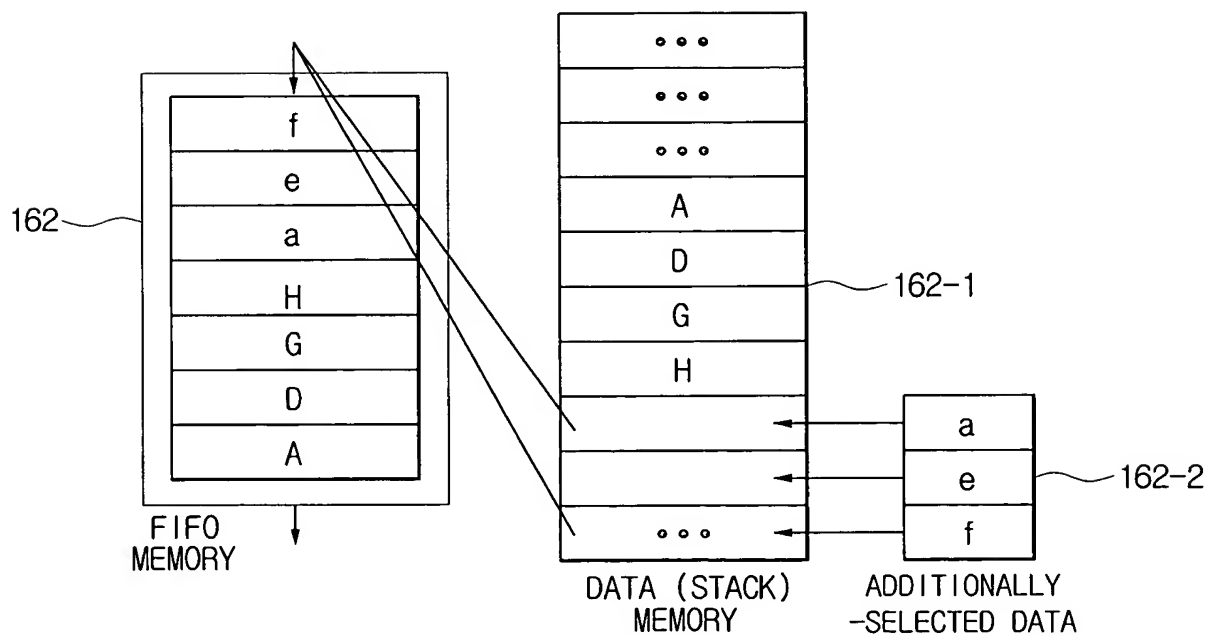 162
f
e
a
H
G
D
A
FIFO
MEMORY
• • •
• • •
• • •
A
D
G
H
• • •
162-1
DATA (STACK)
MEMORY
a
e
f
162-2
ADDITIONALLY
-SELECTED DATA